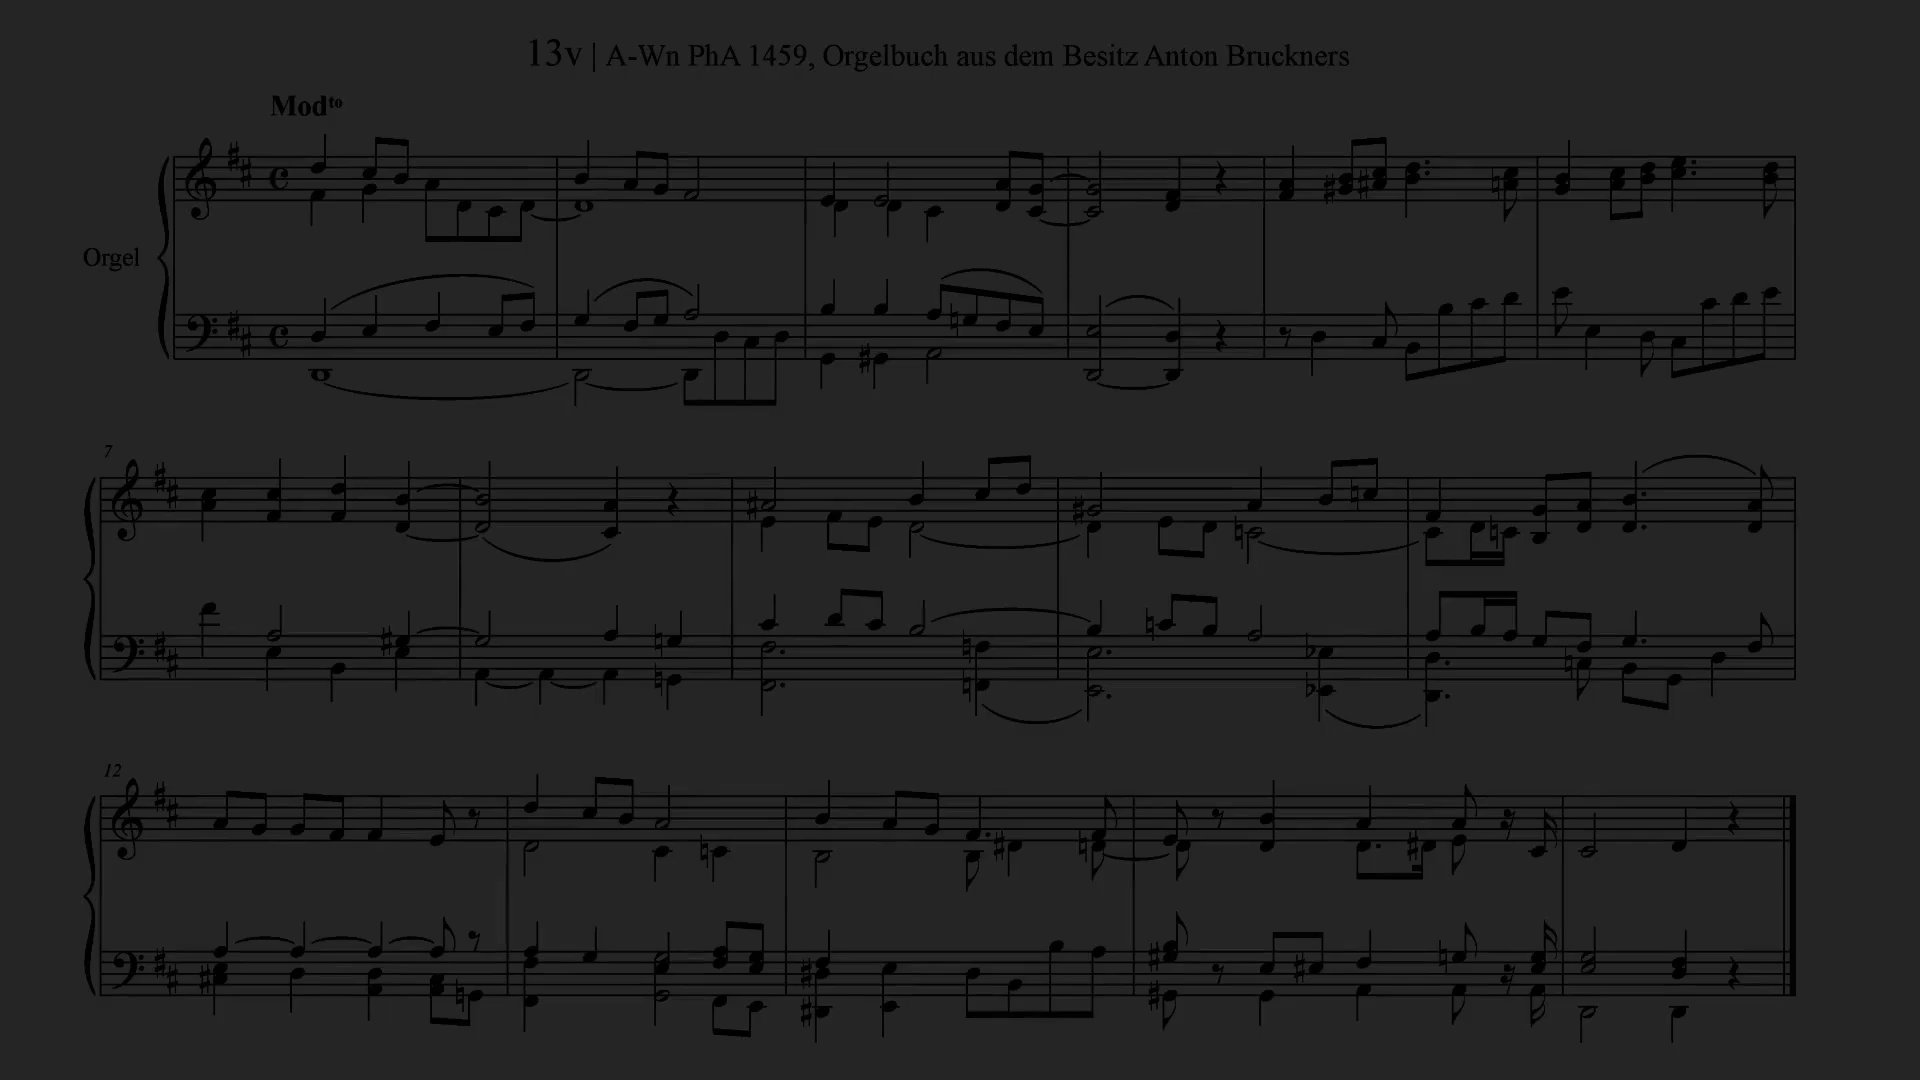 13v | A-Wn PhA 1459, Orgelbuch aus dem Besitz Anton Bruckners
Modto
Orgel
7
12